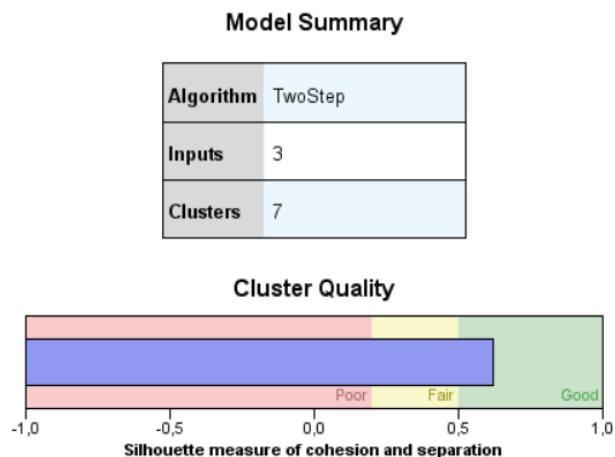 Model Summary
Algorithm TwoStep
Inputs 3
Clusters 7
Cluster Quality
Poor Fair Good
-1,0 -0,5 0,0 0,5 1,0
Silhouette measure of cohesion and separation